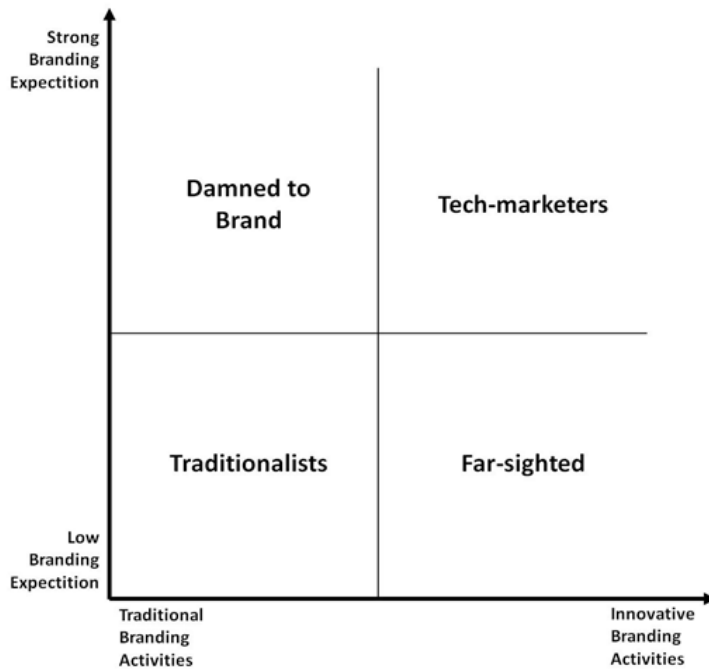 Strong
Branding
Expectition
Damned to
Brand
Tech-marketers
Traditionalists
Far-sighted
Low
Branding
Expectition
Traditional
Branding
Activities
Innovative
Branding
Activities